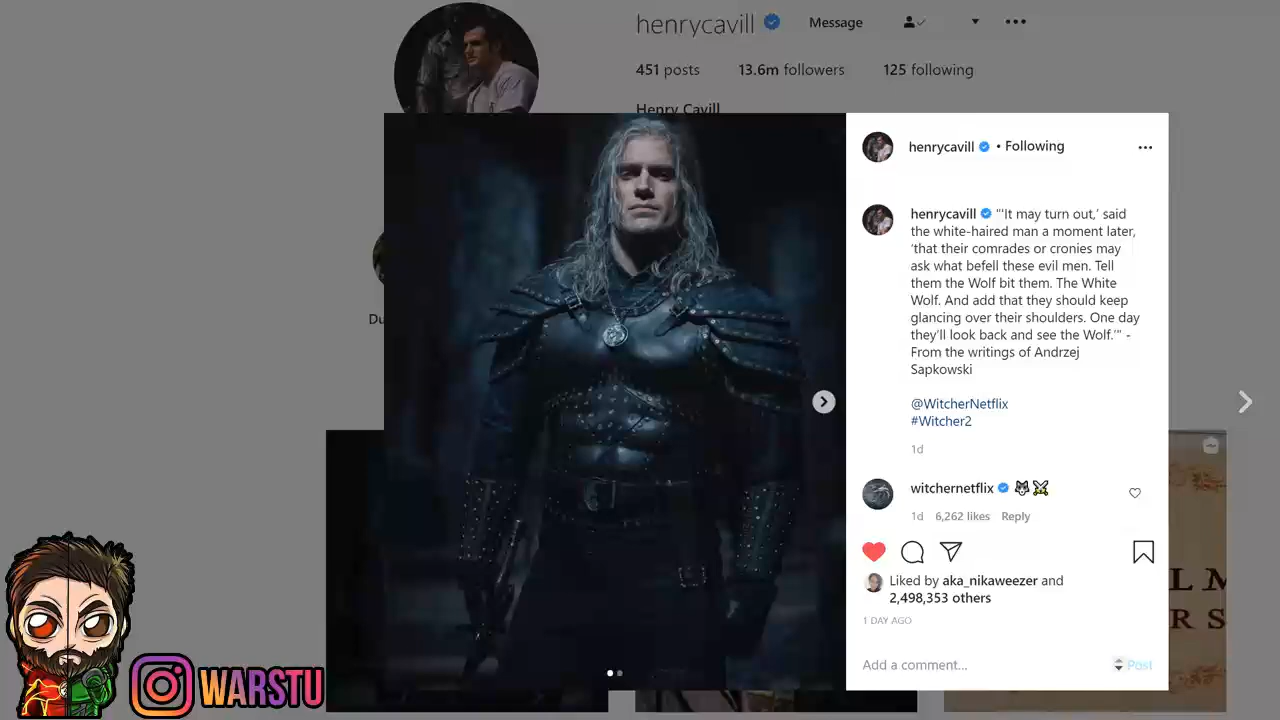 henrycavill
Message
451 posts 13.6m followers 125 following
Henry Cavill
henrycavill • Following
henrycavill "'It may turn out,' said
the white-haired man a moment later,
'that their comrades or cronies may
ask what befell these evil men. Tell
them the Wolf bit them. The White
Wolf. And add that they should keep
glancing over their shoulders. One day
they'll look back and see the Wolf.'" -
From the writings of Andrzej
Sapkowski
@WitcherNetflix
#Witcher2
1d
witchernetflix 🐺⚔️
1d 6,262 likes Reply
Liked by aka_nikaweezer and
2,498,353 others
1 DAY AGO
Add a comment... Post
Du
L M
R S
WARSTU